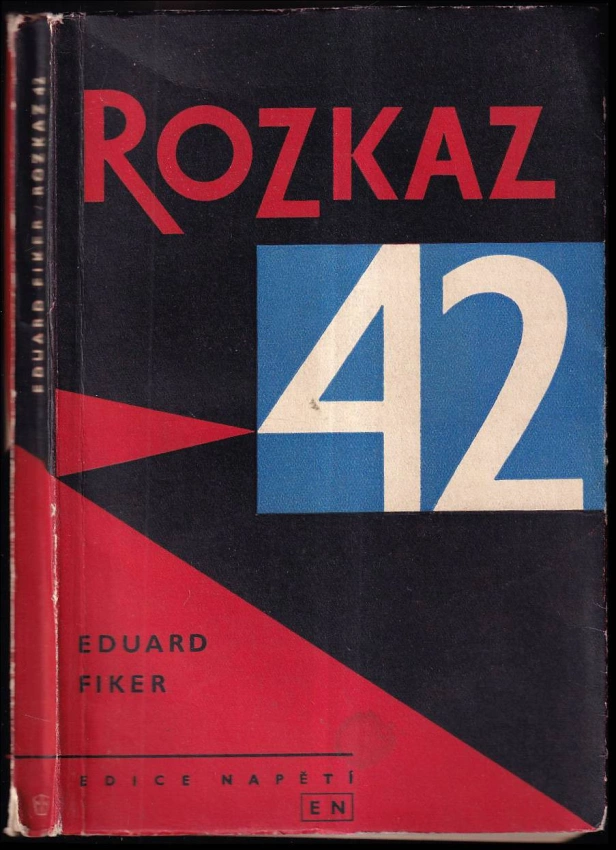 EDUARD FIKER / ROZKAZ 42
ROZKAZ
42
EDUARD
FIKER
EDICE NAPĚTÍ
EN